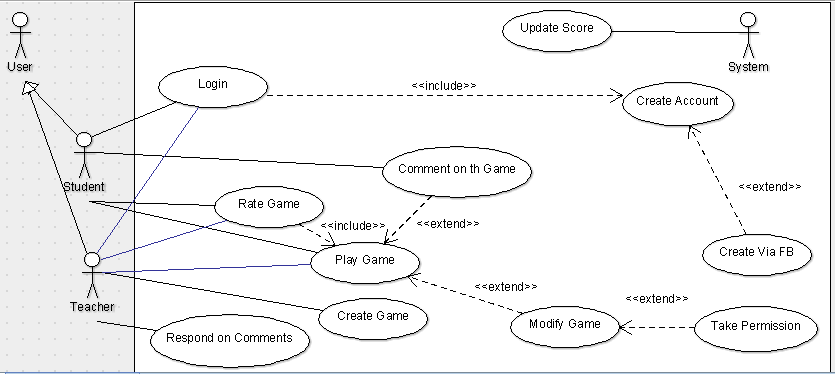 Update Score
User
System
Login
<<include>>
Create Account
Student
Comment on th Game
<<extend>>
Rate Game
<<include>>
<<extend>>
Play Game
Create Via FB
Teacher
<<extend>>
<<extend>>
Create Game
Modify Game
Take Permission
Respond on Comments